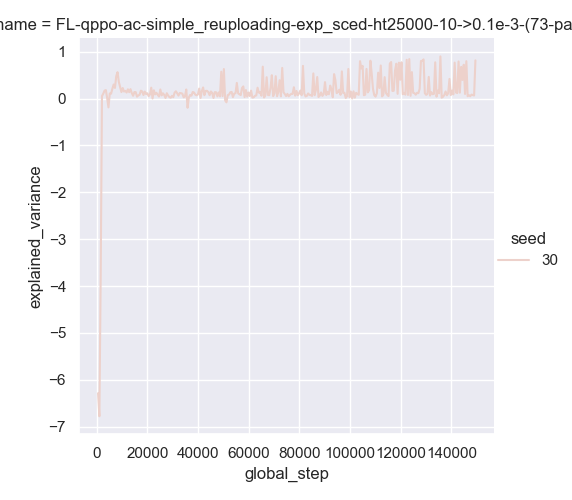 name = FL-qppo-ac-simple_reuploading-exp_sced-ht25000-10->0.1e-3-(73-pa
1
0
−1
−2
−3
−4
−5
−6
−7
explained_variance
0 20000 40000 60000 80000 100000 120000 140000
global_step
seed
30